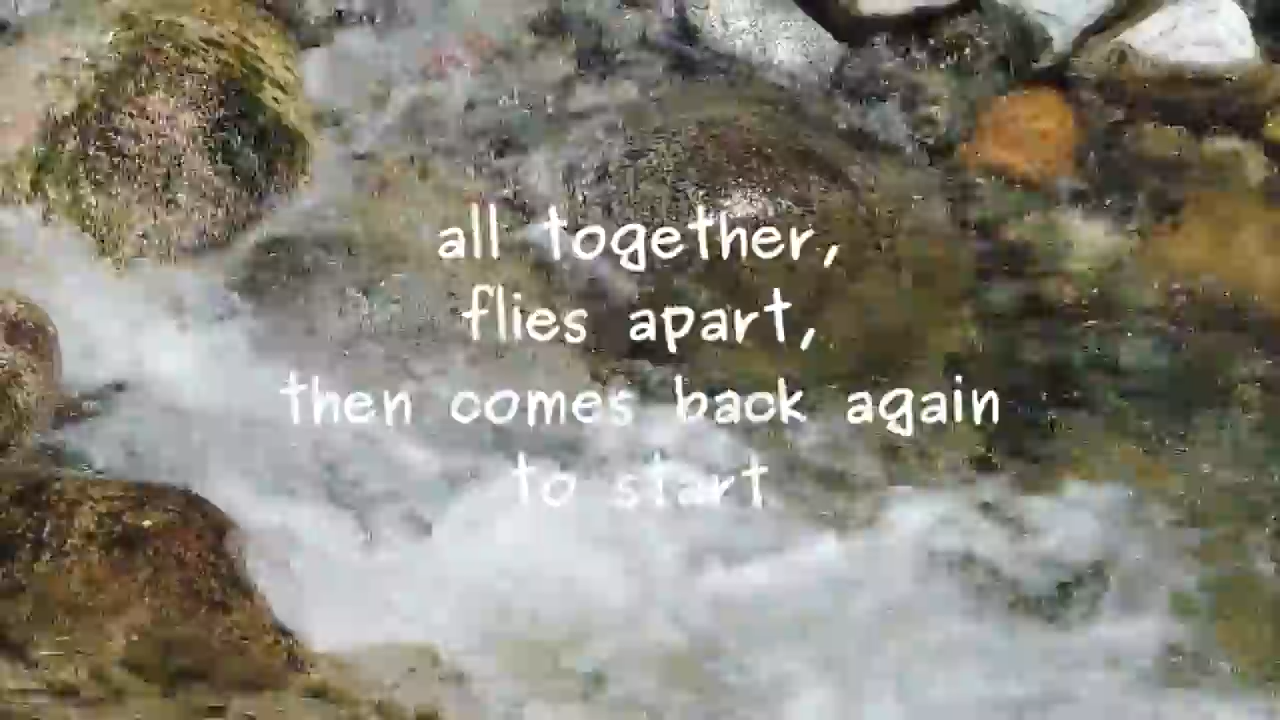 all together,
flies apart,
then comes back again
to start